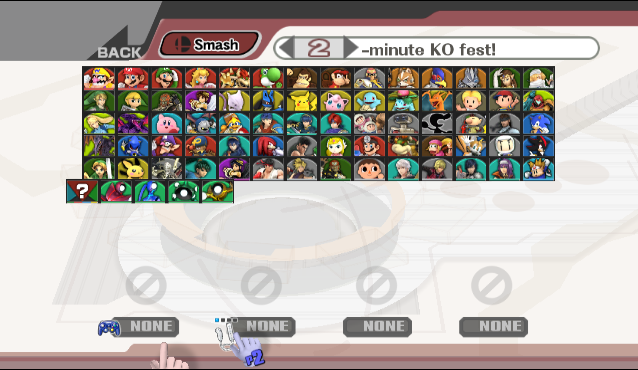 BACK
Smash
2 -minute KO fest!
?
NONE
NONE
NONE
NONE
P2